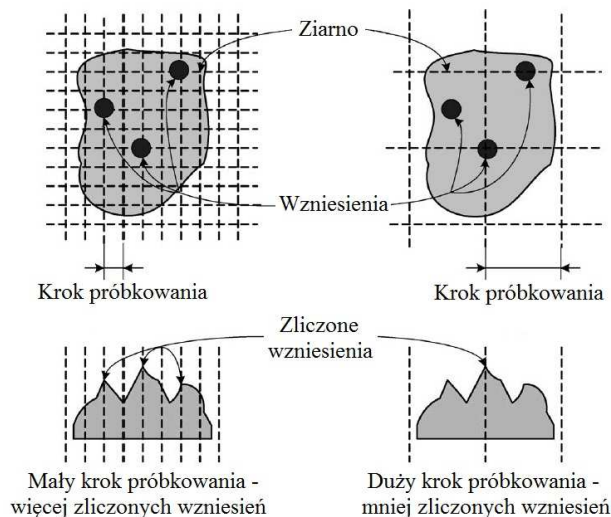 Ziarno
Wzniesienia
Krok próbkowania
Krok próbkowania
Zliczone
wzniesienia
Mały krok próbkowania -
więcej zliczonych wzniesień
Duży krok próbkowania -
mniej zliczonych wzniesień